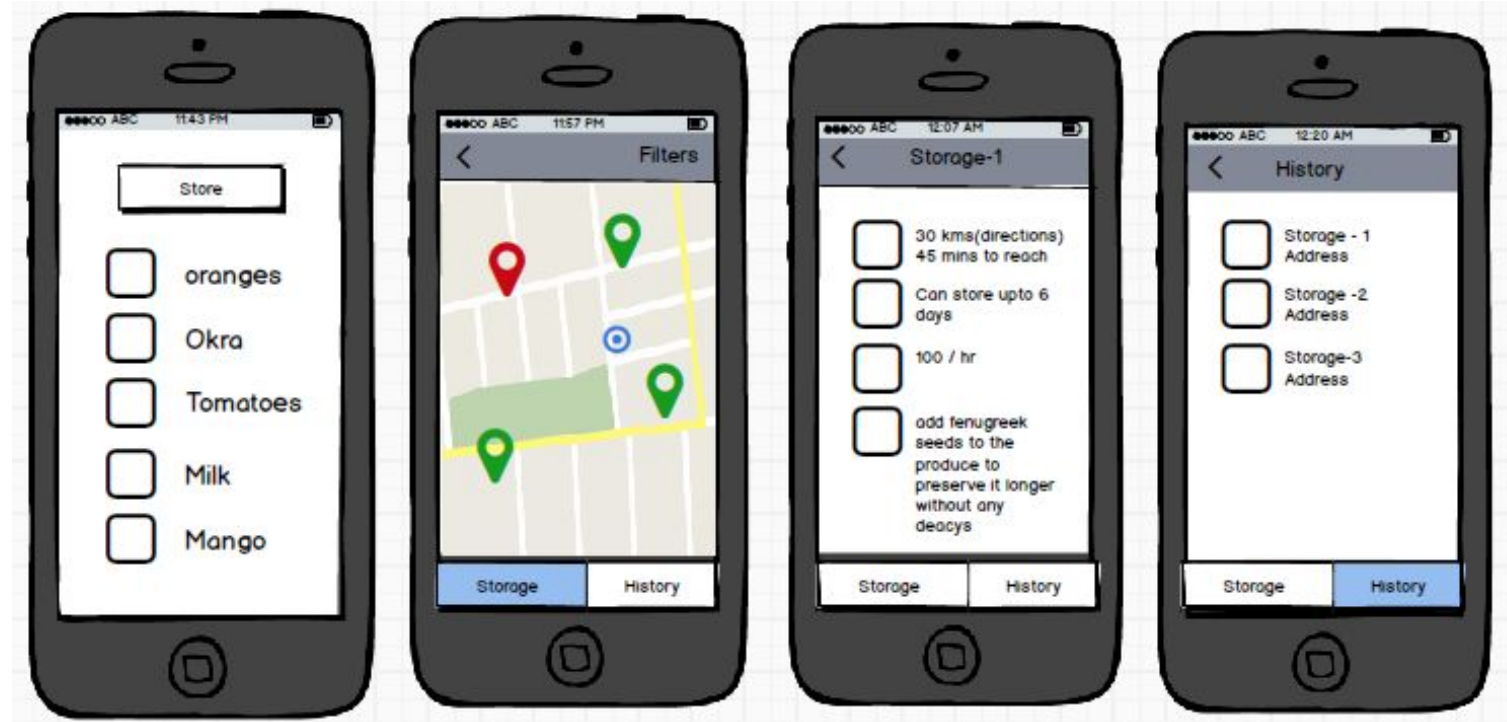 ABC 11:43 PM
Store
oranges
Okra
Tomatoes
Milk
Mango
ABC 11:57 PM
Filters
Storage History
ABC 12:07 AM
Storage-1
30 kms(directions)
45 mins to reach
Can store upto 6
days
100 / hr
add fenugreek
seeds to the
produce to
preserve it longer
without any
deacys
Storage History
ABC 12:20 AM
History
Storage - 1
Address
Storage -2
Address
Storage-3
Address
Storage History